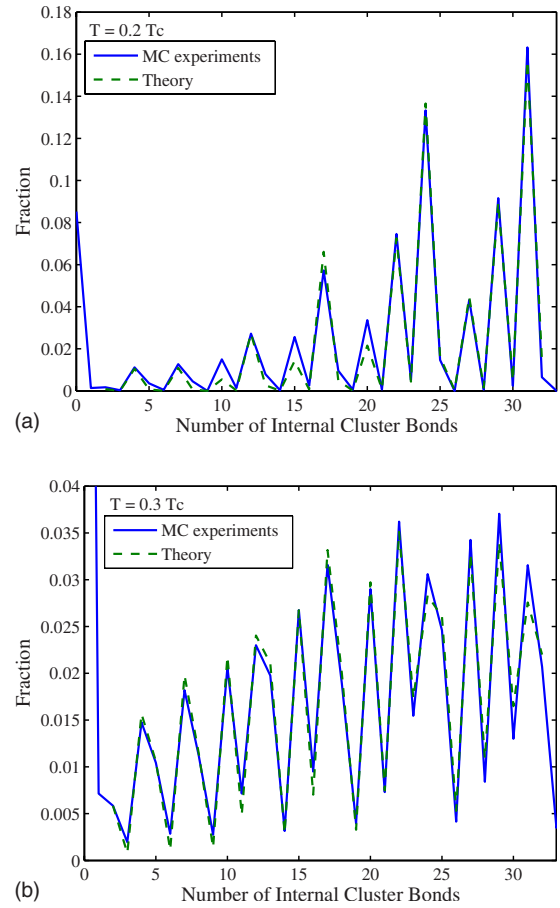 T = 0.2 Tc
MC experiments
Theory
0.18
0.16
0.14
0.12
0.1
0.08
0.06
0.04
0.02
0
Fraction
0 5 10 15 20 25 30
(a) Number of Internal Cluster Bonds
T = 0.3 Tc
MC experiments
Theory
0.04
0.035
0.03
0.025
0.02
0.015
0.01
0.005
0
Fraction
0 5 10 15 20 25 30
(b) Number of Internal Cluster Bonds